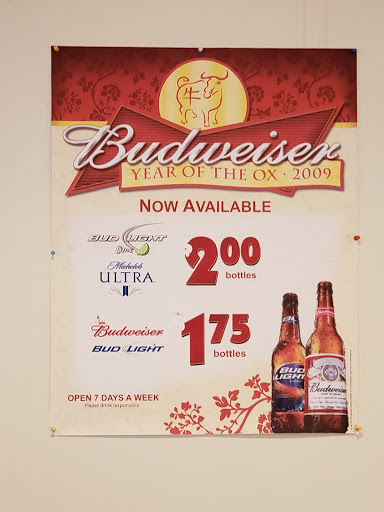 牛
Budweiser
YEAR OF THE OX · 2009
NOW AVAILABLE
BUD LIGHT
Lime
Michelob
ULTRA
2.00
bottles
Budweiser
BUD LIGHT
1.75
bottles
OPEN 7 DAYS A WEEK
Please drink responsibly.
BUD
LIGHT
Budweiser